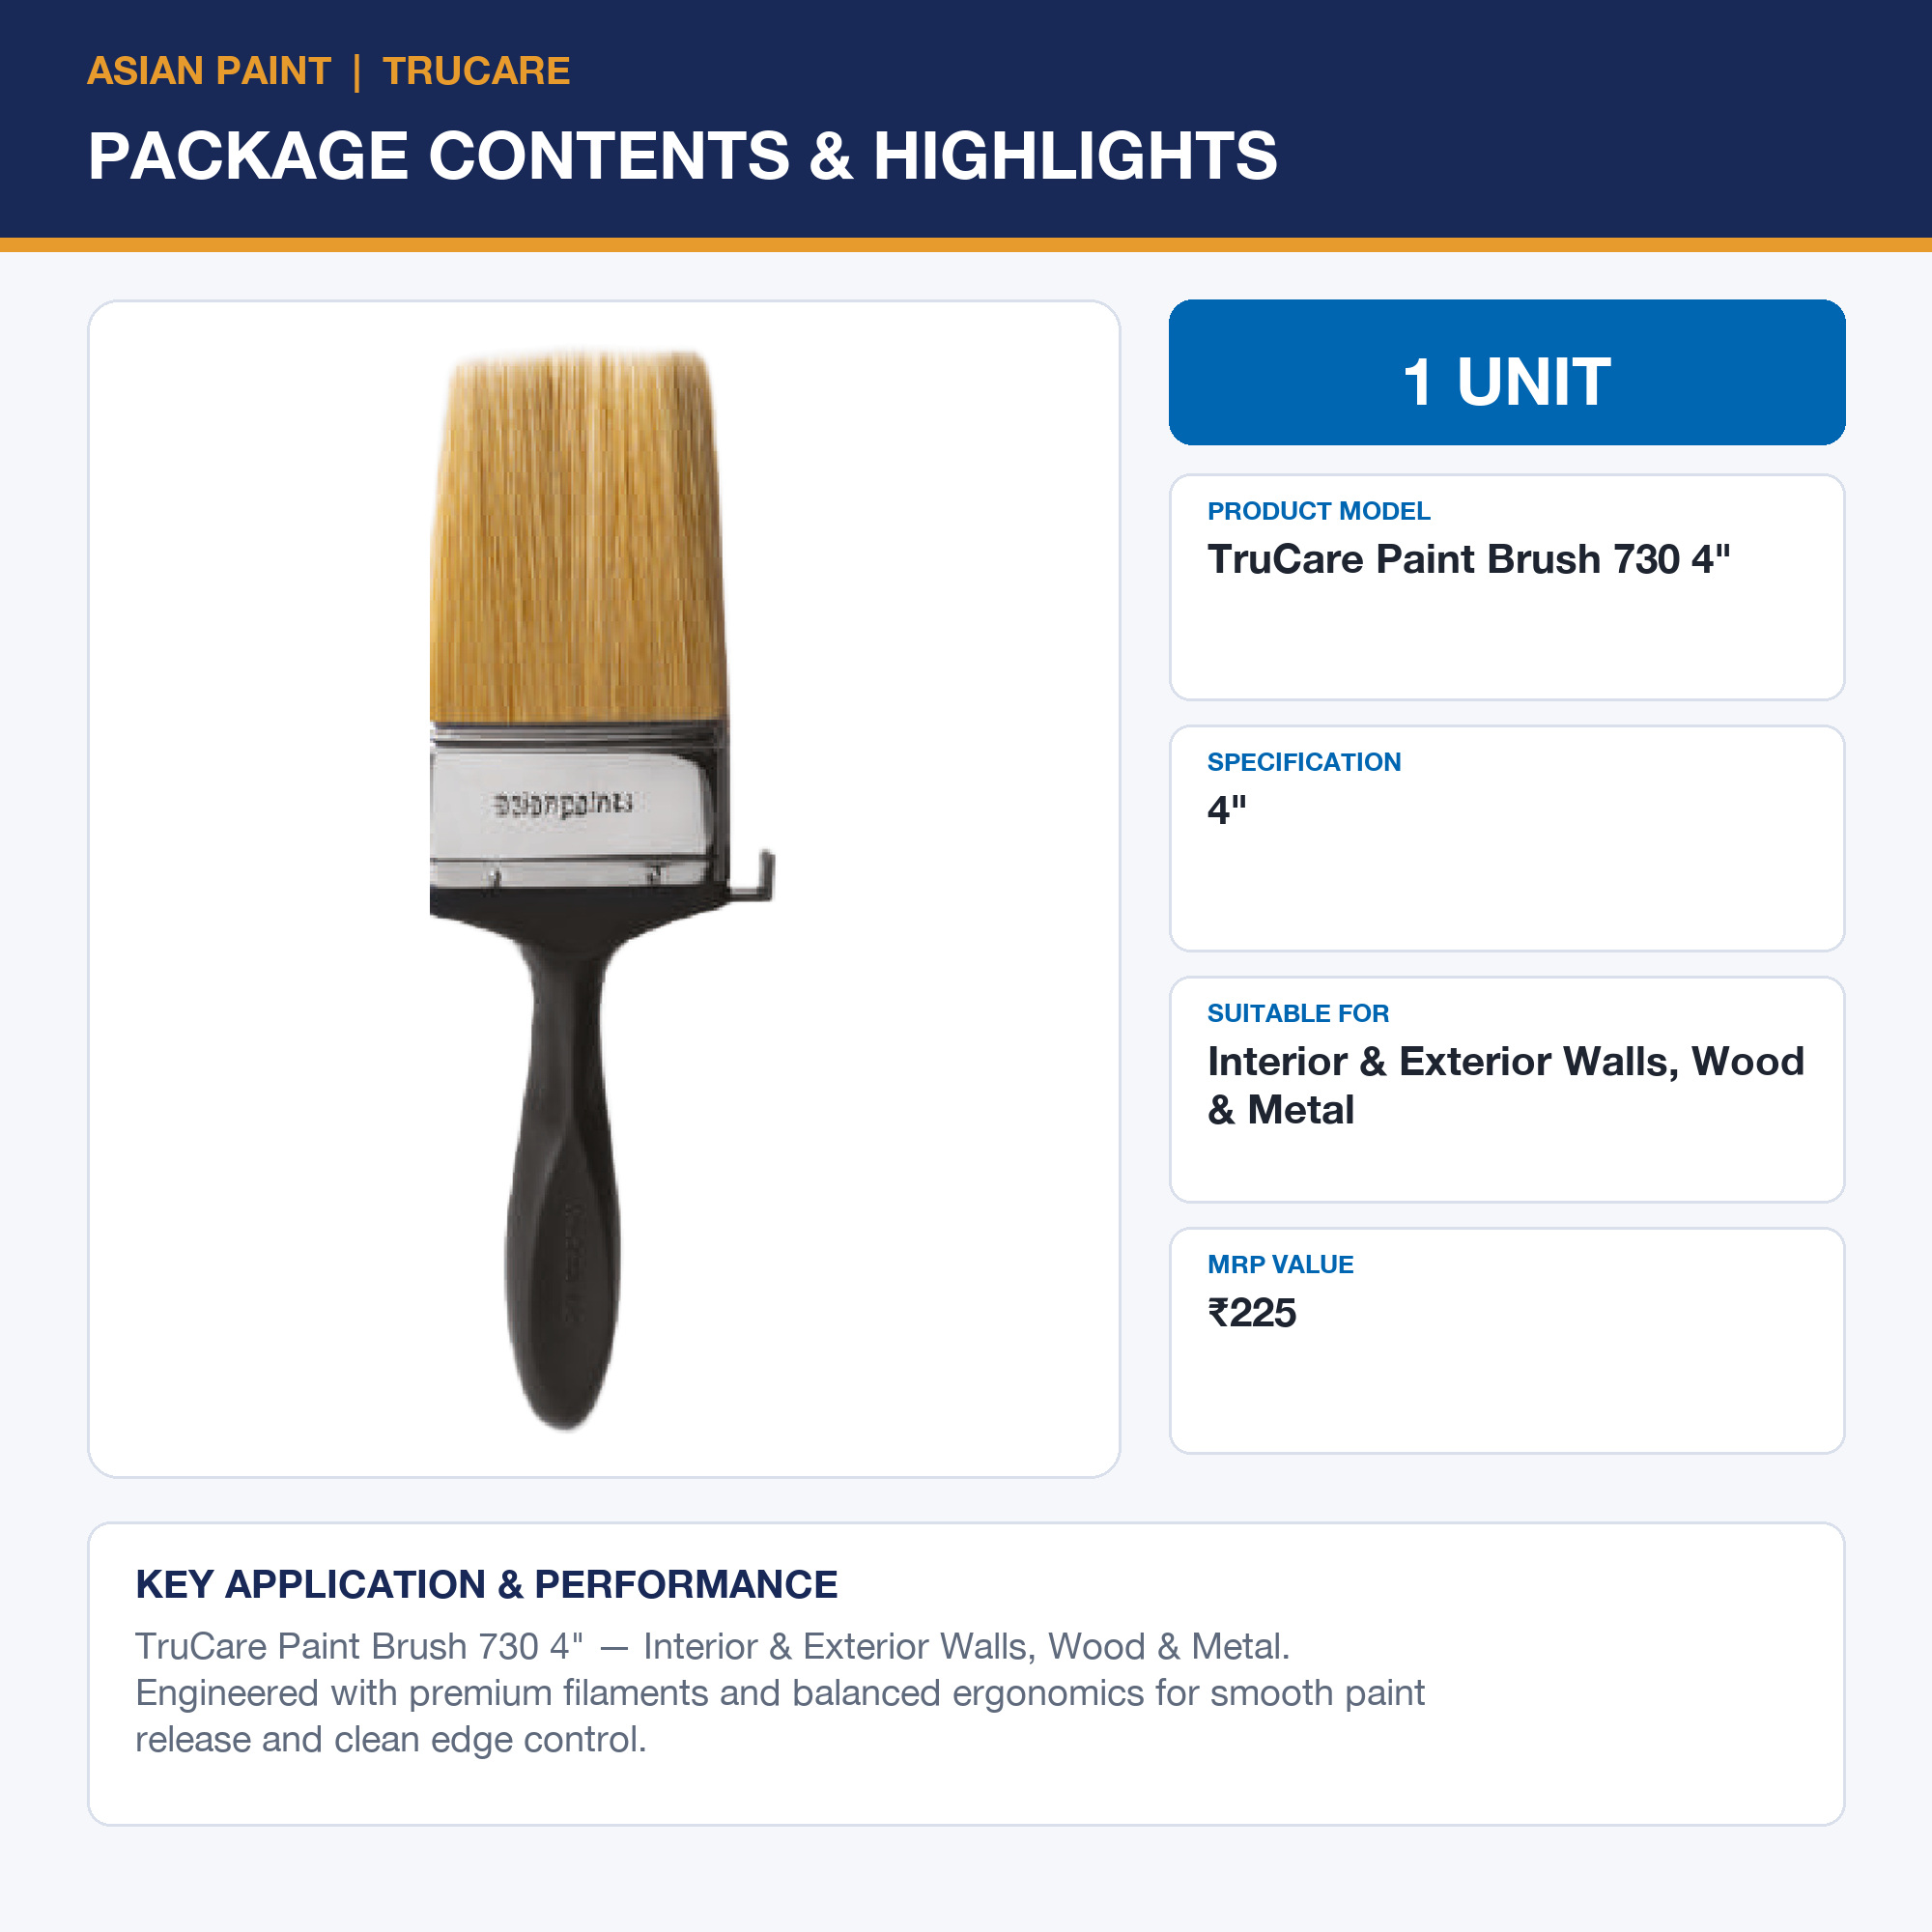 ASIAN PAINT | TRUCARE
PACKAGE CONTENTS & HIGHLIGHTS
asianpaints
1 UNIT
PRODUCT MODEL
TruCare Paint Brush 730 4"
SPECIFICATION
4"
SUITABLE FOR
Interior & Exterior Walls, Wood
& Metal
MRP VALUE
₹225
KEY APPLICATION & PERFORMANCE
TruCare Paint Brush 730 4" — Interior & Exterior Walls, Wood & Metal.
Engineered with premium filaments and balanced ergonomics for smooth paint
release and clean edge control.